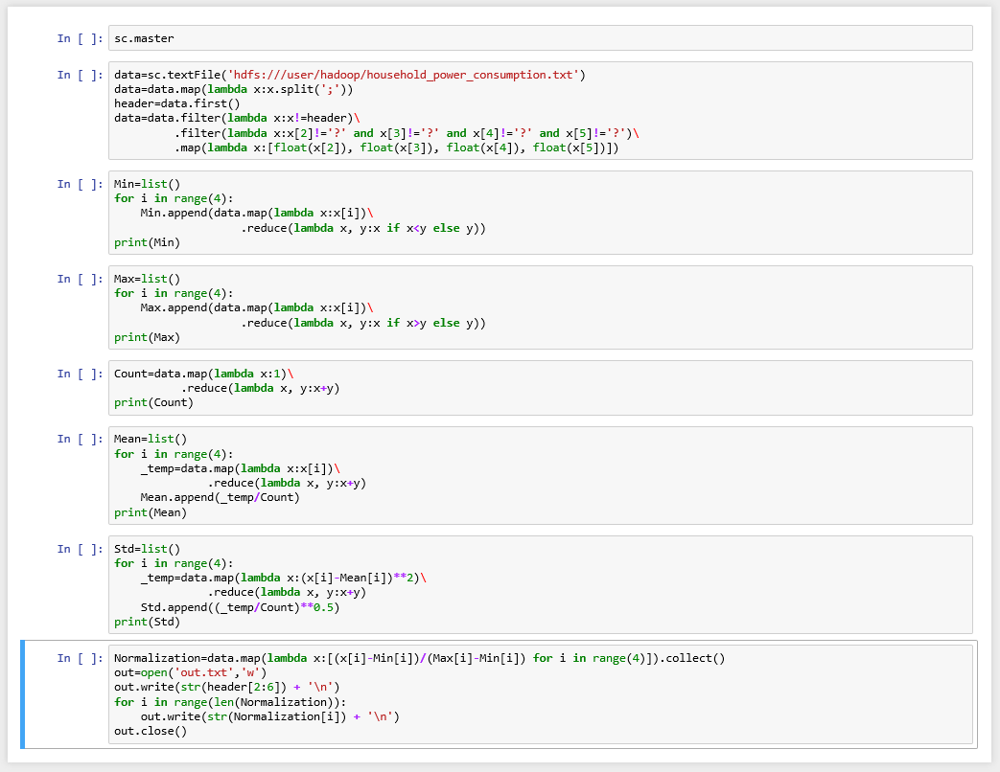 In [ ]: sc.master
In [ ]: data=sc.textFile('hdfs:///user/hadoop/household_power_consumption.txt')
data=data.map(lambda x:x.split(';'))
header=data.first()
data=data.filter(lambda x:x!=header)\
         .filter(lambda x:x[2]!='?' and x[3]!='?' and x[4]!='?' and x[5]!='?')\
         .map(lambda x:[float(x[2]), float(x[3]), float(x[4]), float(x[5])])
In [ ]: Min=list()
for i in range(4):
    Min.append(data.map(lambda x:x[i])\
                   .reduce(lambda x, y:x if x<y else y))
print(Min)
In [ ]: Max=list()
for i in range(4):
    Max.append(data.map(lambda x:x[i])\
                   .reduce(lambda x, y:x if x>y else y))
print(Max)
In [ ]: Count=data.map(lambda x:1)\
          .reduce(lambda x, y:x+y)
print(Count)
In [ ]: Mean=list()
for i in range(4):
    _temp=data.map(lambda x:x[i])\
              .reduce(lambda x, y:x+y)
    Mean.append(_temp/Count)
print(Mean)
In [ ]: Std=list()
for i in range(4):
    _temp=data.map(lambda x:(x[i]-Mean[i])**2)\
              .reduce(lambda x, y:x+y)
    Std.append((_temp/Count)**0.5)
print(Std)
In [ ]: Normalization=data.map(lambda x:[(x[i]-Min[i])/(Max[i]-Min[i]) for i in range(4)]).collect()
out=open('out.txt','w')
out.write(str(header[2:6]) + '\n')
for i in range(len(Normalization)):
    out.write(str(Normalization[i]) + '\n')
out.close()